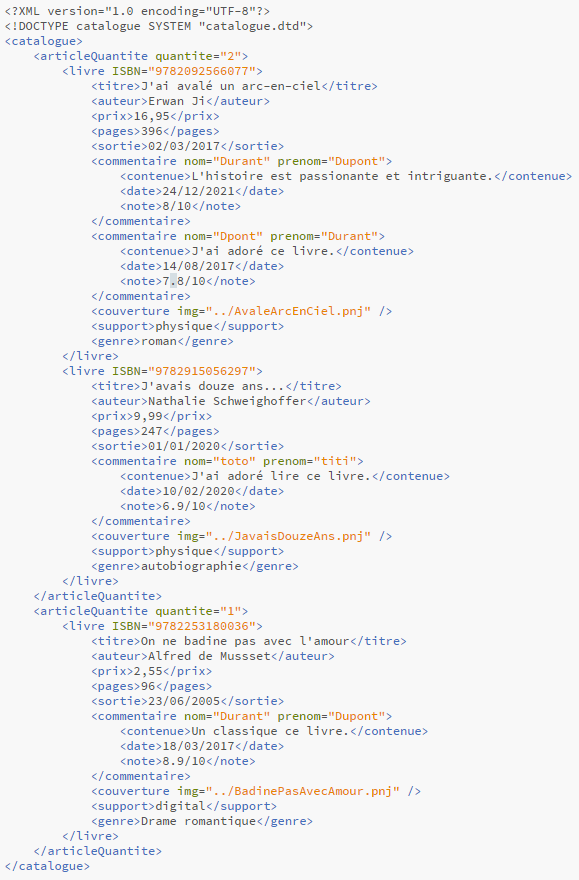 <?XML version="1.0 encoding="UTF-8"?>
<!DOCTYPE catalogue SYSTEM "catalogue.dtd">
<catalogue>
    <articleQuantite quantite="2">
        <livre ISBN="9782092566077">
            <titre>J'ai avalé un arc-en-ciel</titre>
            <auteur>Erwan Ji</auteur>
            <prix>16,95</prix>
            <pages>396</pages>
            <sortie>02/03/2017</sortie>
            <commentaire nom="Durant" prenom="Dupont">
                <contenue>L'histoire est passionante et intriguante.</contenue>
                <date>24/12/2021</date>
                <note>8/10</note>
            </commentaire>
            <commentaire nom="Dpont" prenom="Durant">
                <contenue>J'ai adoré ce livre.</contenue>
                <date>14/08/2017</date>
                <note>7.8/10</note>
            </commentaire>
            <couverture img="../AvaleArcEnCiel.pnj" />
            <support>physique</support>
            <genre>roman</genre>
        </livre>
        <livre ISBN="9782915056297">
            <titre>J'avais douze ans...</titre>
            <auteur>Nathalie Schweighoffer</auteur>
            <prix>9,99</prix>
            <pages>247</pages>
            <sortie>01/01/2020</sortie>
            <commentaire nom="toto" prenom="titi">
                <contenue>J'ai adoré lire ce livre.</contenue>
                <date>10/02/2020</date>
                <note>6.9/10</note>
            </commentaire>
            <couverture img="../JavaisDouzeAns.pnj" />
            <support>physique</support>
            <genre>autobiographie</genre>
        </livre>
    </articleQuantite>
    <articleQuantite quantite="1">
        <livre ISBN="9782253180036">
            <titre>On ne badine pas avec l'amour</titre>
            <auteur>Alfred de Mussset</auteur>
            <prix>2,55</prix>
            <pages>96</pages>
            <sortie>23/06/2005</sortie>
            <commentaire nom="Durant" prenom="Dupont">
                <contenue>Un classique ce livre.</contenue>
                <date>18/03/2017</date>
                <note>8.9/10</note>
            </commentaire>
            <couverture img="../BadinePasAvecAmour.pnj" />
            <support>digital</support>
            <genre>Drame romantique</genre>
        </livre>
    </articleQuantite>
</catalogue>